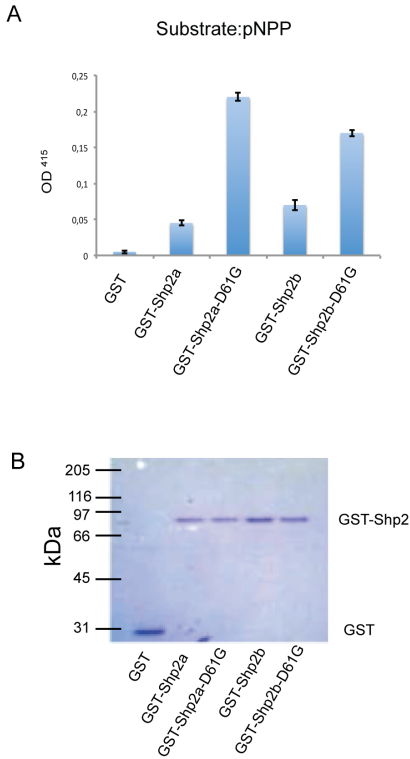 A
Substrate:pNPP
0,25
0,2
0,15
0,1
0,05
0
OD 415
GST
GST-Shp2a
GST-Shp2a-D61G
GST-Shp2b
GST-Shp2b-D61G
B
205
116
97
66
45
31
kDa
GST-Shp2
GST
GST
GST-Shp2a
GST-Shp2a-D61G
GST-Shp2b
GST-Shp2b-D61G